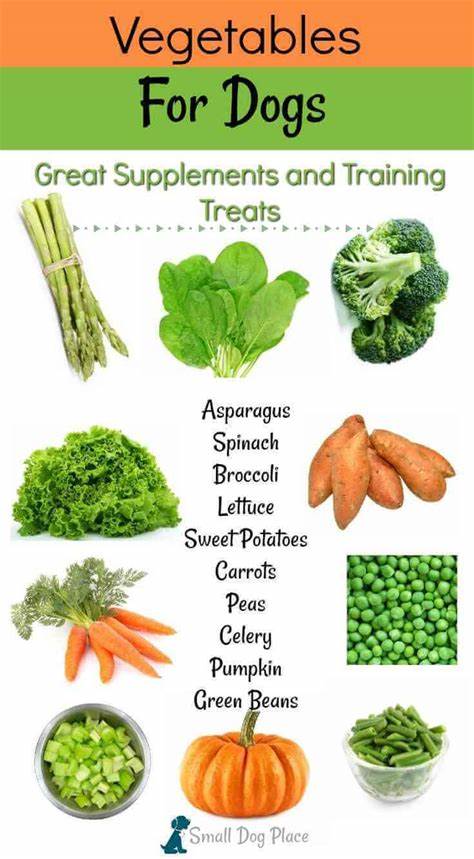 Vegetables
For Dogs
Great Supplements and Training
Treats
Asparagus
Spinach
Broccoli
Lettuce
Sweet Potatoes
Carrots
Peas
Celery
Pumpkin
Green Beans
Small Dog Place